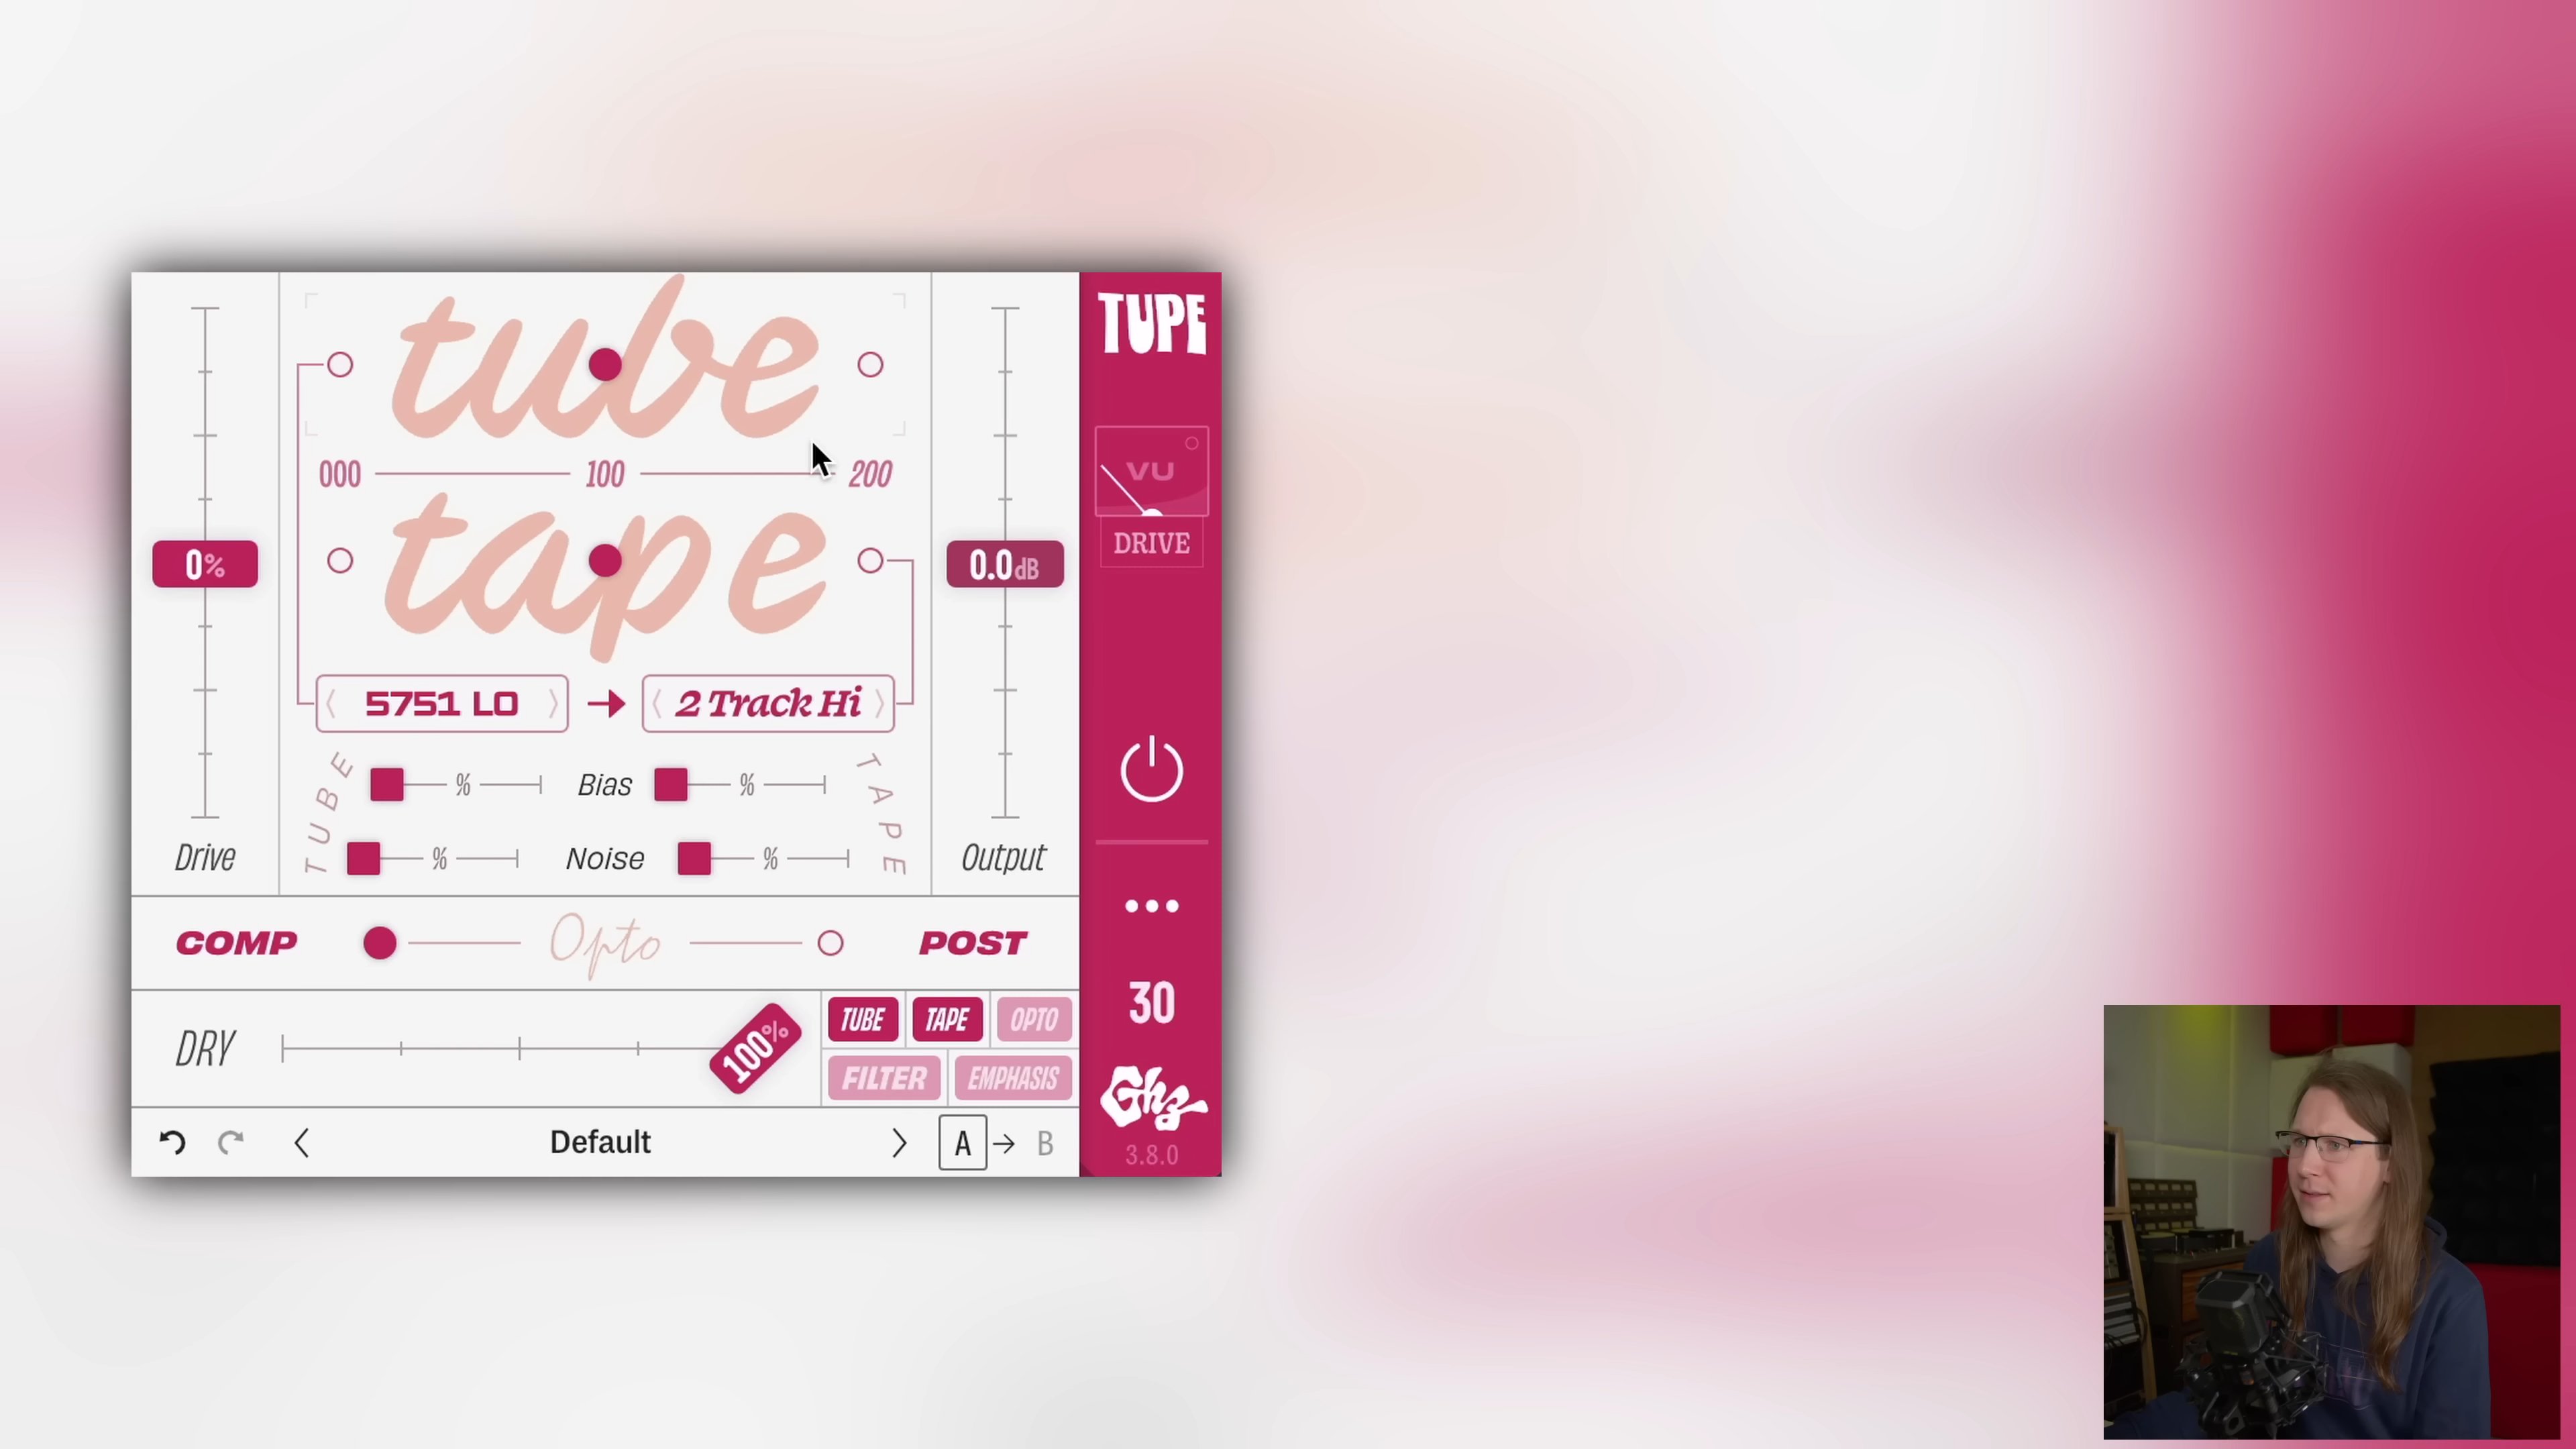 tube
TUPE
000
100
200
VU
tape
DRIVE
0%
0.0dB
5751 LO
2 Track Hi
TUBE
% Bias %
TAPE
% Noise %
Drive
Output
COMP
Opto
POST
30
DRY
100%
TUBE TAPE OPTO
FILTER EMPHASIS
Ghz
Default
A
B
3.8.0